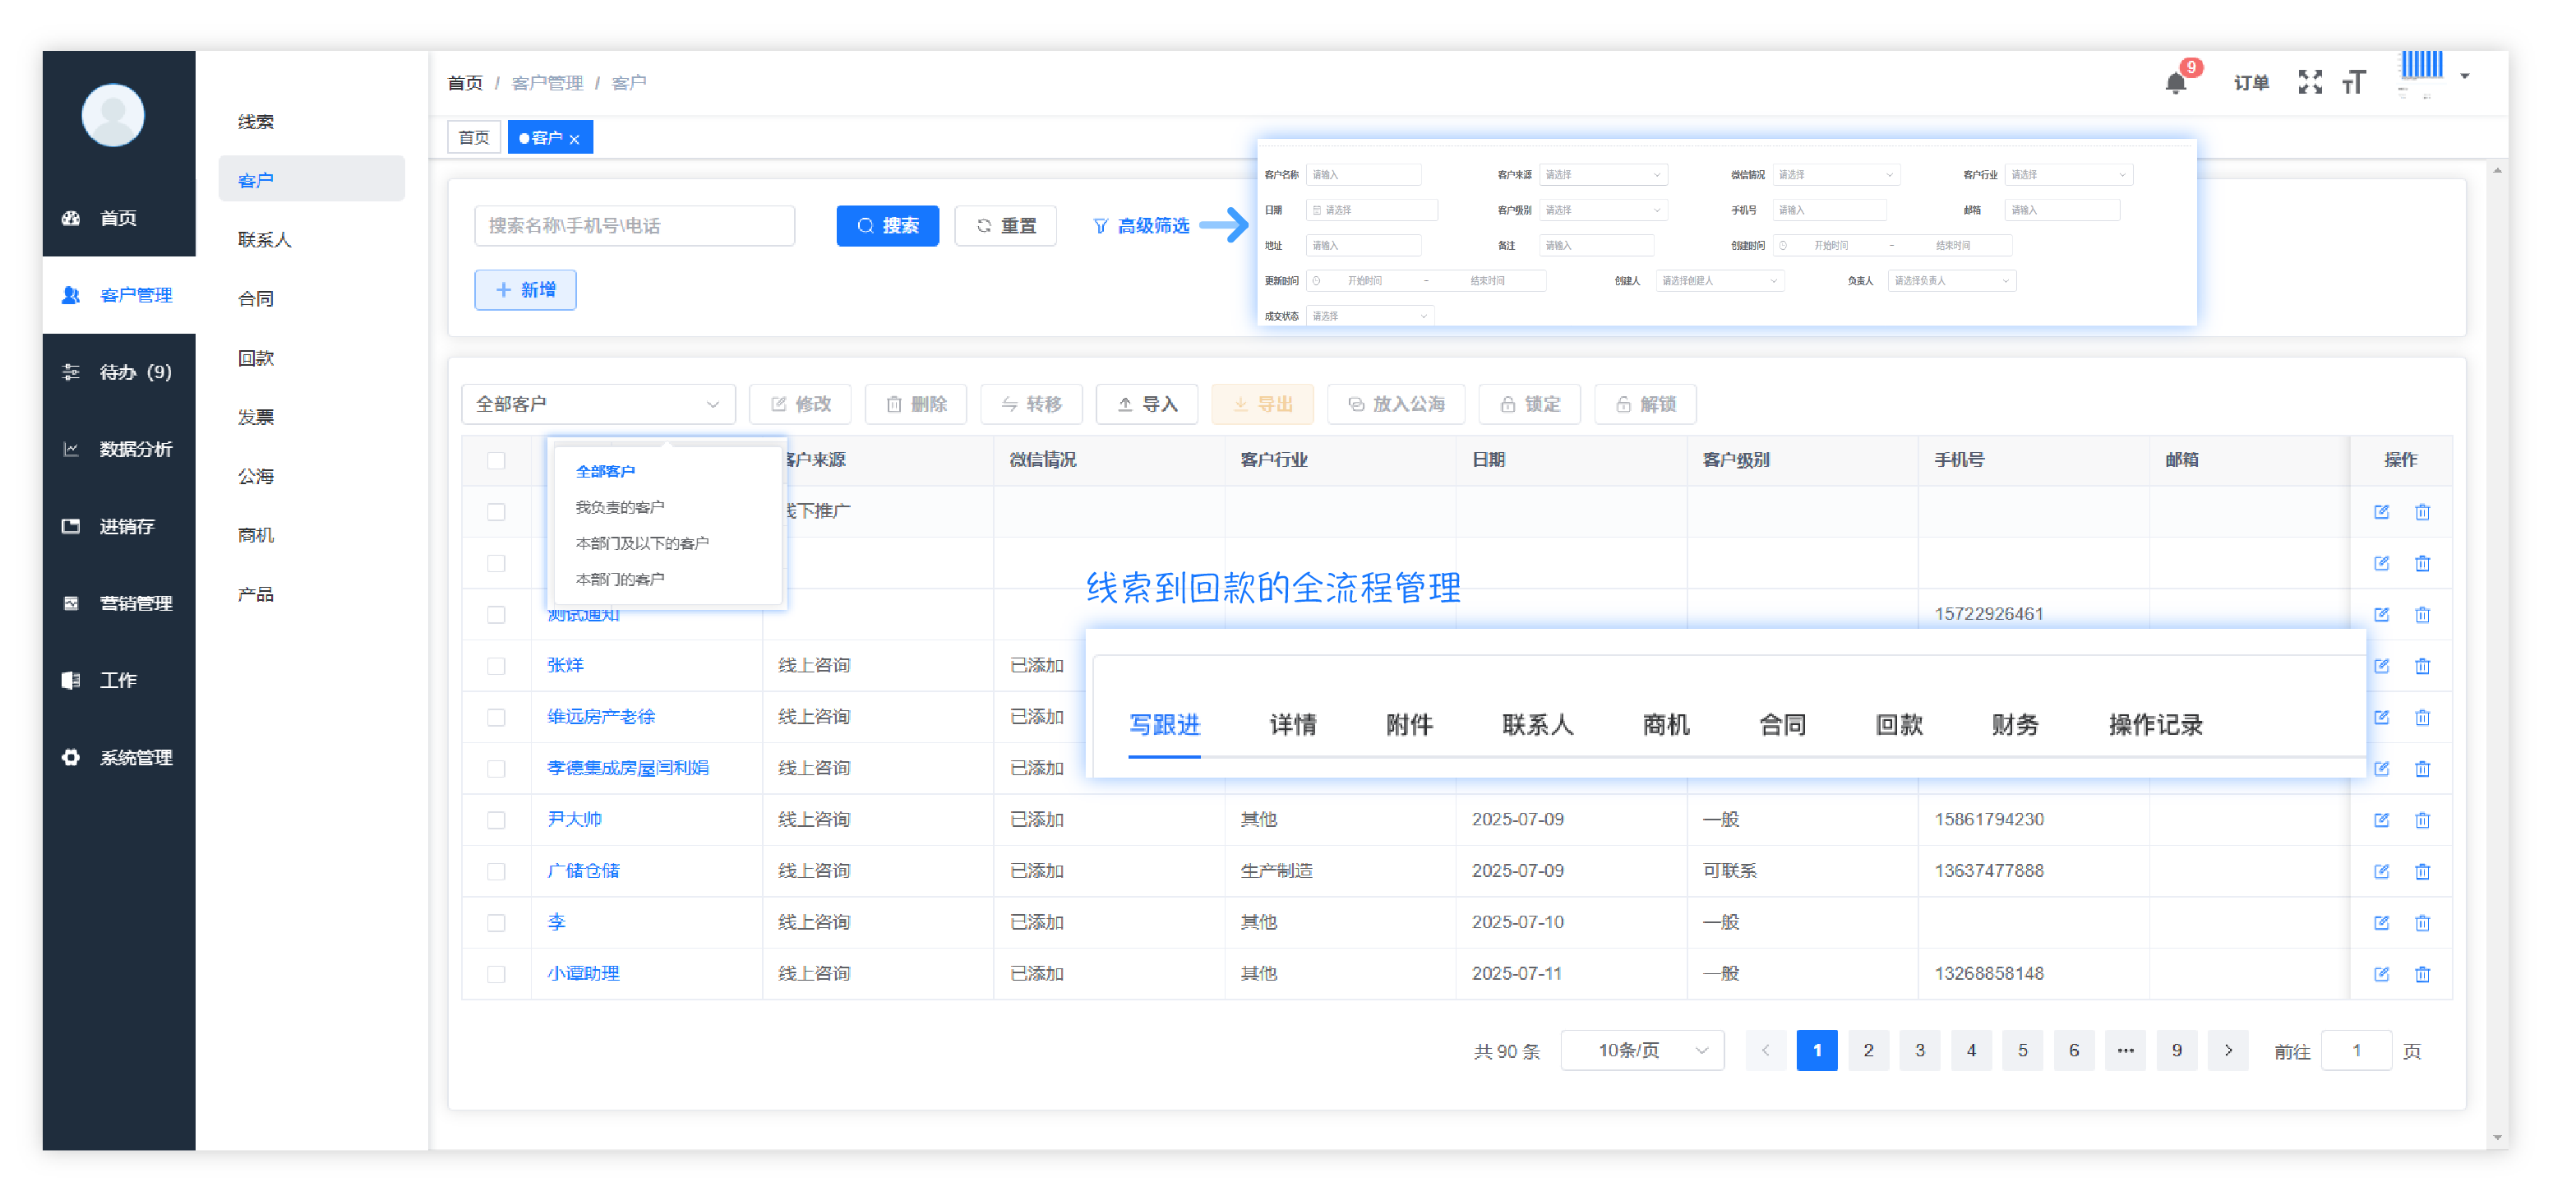 首页 / 客户管理 / 客户
9
订单
首页
客户
首页
客户管理
待办 (9)
数据分析
进销存
营销管理
工作
系统管理
线索
客户
联系人
合同
回款
发票
公海
商机
产品
搜索名称\手机号\电话
搜索
重置
高级筛选
新增
客户名称 请输入 客户来源 请选择 微信情况 请选择 客户行业 请选择
日期 请选择 客户级别 请选择 手机号 请输入 邮箱 请输入
地址 请输入 备注 请输入 创建时间 开始时间 - 结束时间
更新时间 开始时间 - 结束时间 创建人 请选择创建人 负责人 请选择负责人
成交状态 请选择
全部客户 修改 删除 转移 导入 导出 放入公海 锁定 解锁
客户来源 微信情况 客户行业 日期 客户级别 手机号 邮箱 操作
全部客户
我负责的客户
本部门及以下的客户
本部门的客户
线下推广
线索到回款的全流程管理
测试通知 15722926461
张烊 线上咨询 已添加
维远房产老徐 线上咨询 已添加
孝德集成房屋闫利娟 线上咨询 已添加
写跟进 详情 附件 联系人 商机 合同 回款 财务 操作记录
尹大帅 线上咨询 已添加 其他 2025-07-09 一般 15861794230
广储仓储 线上咨询 已添加 生产制造 2025-07-09 可联系 13637477888
李 线上咨询 已添加 其他 2025-07-10 一般
小谭助理 线上咨询 已添加 其他 2025-07-11 一般 13268858148
共 90 条 10条/页 1 2 3 4 5 6 ••• 9 前往 1 页